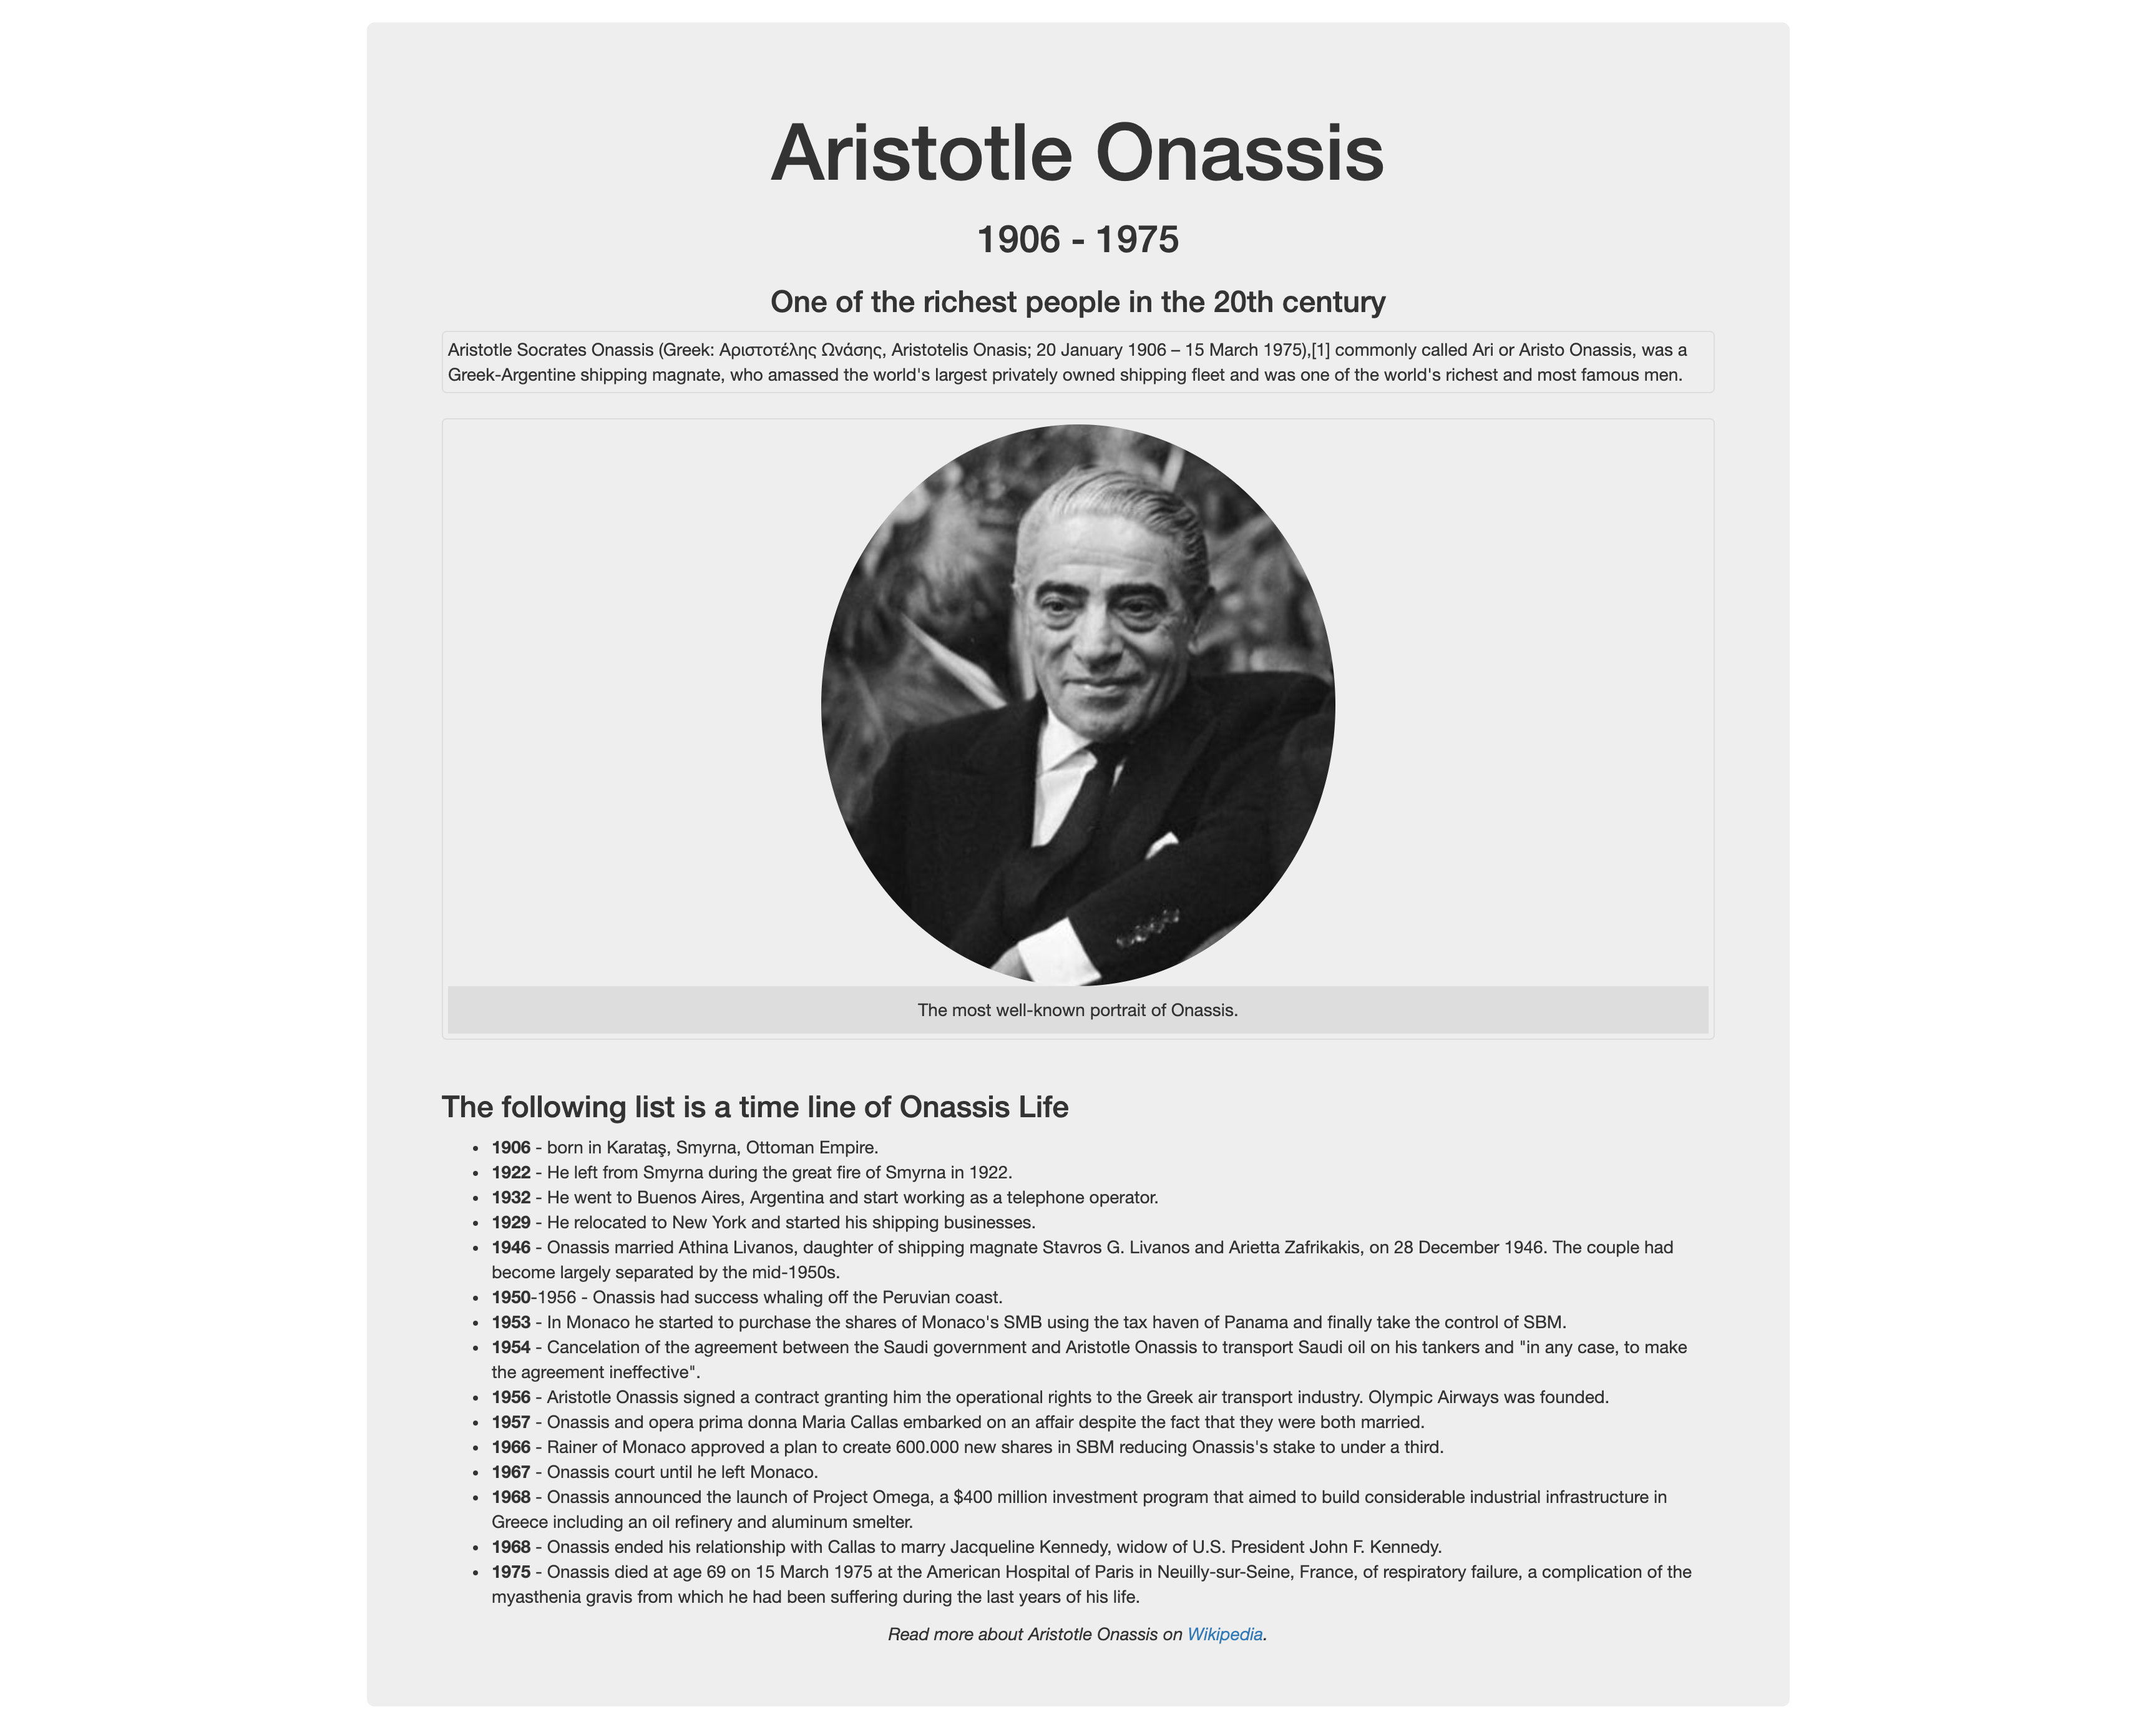 Aristotle Onassis
1906 - 1975
One of the richest people in the 20th century
Aristotle Socrates Onassis (Greek: Αριστοτέλης Ωνάσης, Aristotelis Onasis; 20 January 1906 – 15 March 1975),[1] commonly called Ari or Aristo Onassis, was a
Greek-Argentine shipping magnate, who amassed the world's largest privately owned shipping fleet and was one of the world's richest and most famous men.
The most well-known portrait of Onassis.
The following list is a time line of Onassis Life
• 1906 - born in Karataş, Smyrna, Ottoman Empire.
• 1922 - He left from Smyrna during the great fire of Smyrna in 1922.
• 1932 - He went to Buenos Aires, Argentina and start working as a telephone operator.
• 1929 - He relocated to New York and started his shipping businesses.
• 1946 - Onassis married Athina Livanos, daughter of shipping magnate Stavros G. Livanos and Arietta Zafrikakis, on 28 December 1946. The couple had
become largely separated by the mid-1950s.
• 1950-1956 - Onassis had success whaling off the Peruvian coast.
• 1953 - In Monaco he started to purchase the shares of Monaco's SMB using the tax haven of Panama and finally take the control of SBM.
• 1954 - Cancelation of the agreement between the Saudi government and Aristotle Onassis to transport Saudi oil on his tankers and "in any case, to make
the agreement ineffective".
• 1956 - Aristotle Onassis signed a contract granting him the operational rights to the Greek air transport industry. Olympic Airways was founded.
• 1957 - Onassis and opera prima donna Maria Callas embarked on an affair despite the fact that they were both married.
• 1966 - Rainer of Monaco approved a plan to create 600.000 new shares in SBM reducing Onassis's stake to under a third.
• 1967 - Onassis court until he left Monaco.
• 1968 - Onassis announced the launch of Project Omega, a $400 million investment program that aimed to build considerable industrial infrastructure in
Greece including an oil refinery and aluminum smelter.
• 1968 - Onassis ended his relationship with Callas to marry Jacqueline Kennedy, widow of U.S. President John F. Kennedy.
• 1975 - Onassis died at age 69 on 15 March 1975 at the American Hospital of Paris in Neuilly-sur-Seine, France, of respiratory failure, a complication of the
myasthenia gravis from which he had been suffering during the last years of his life.
Read more about Aristotle Onassis on Wikipedia.